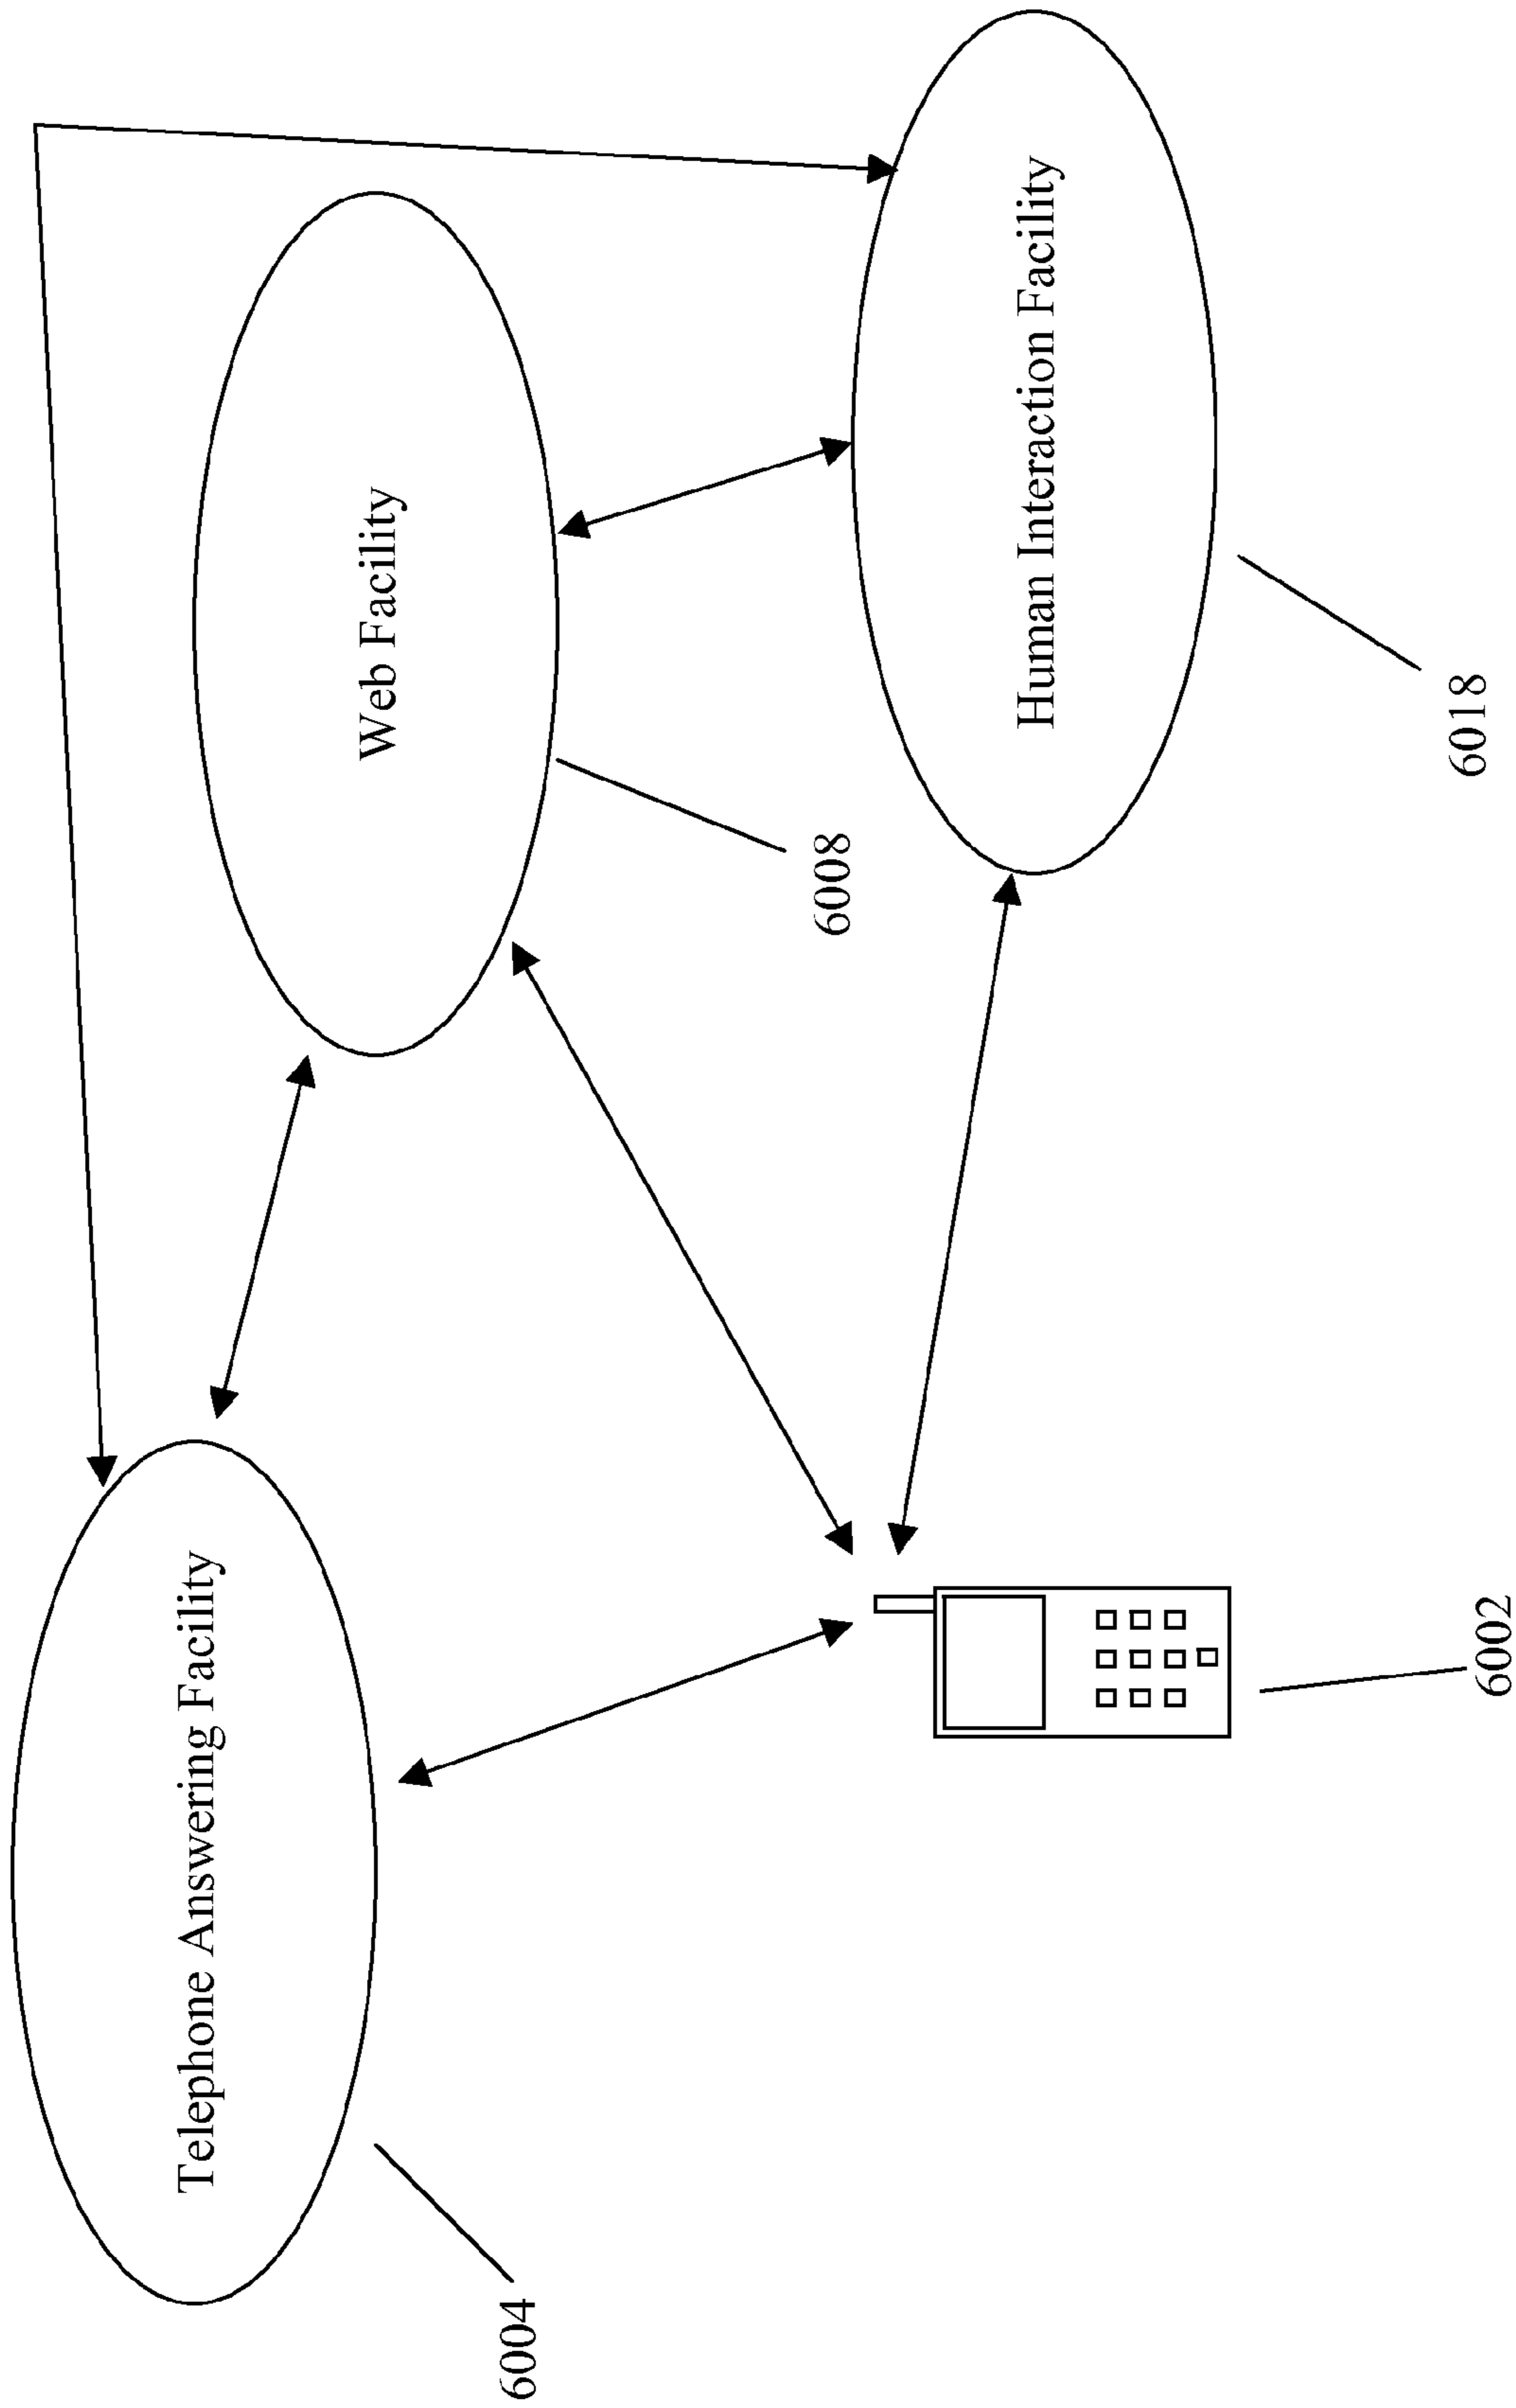 Telephone Answering Facility
6004
Web Facility
6008
Human Interaction Facility
6018
6002